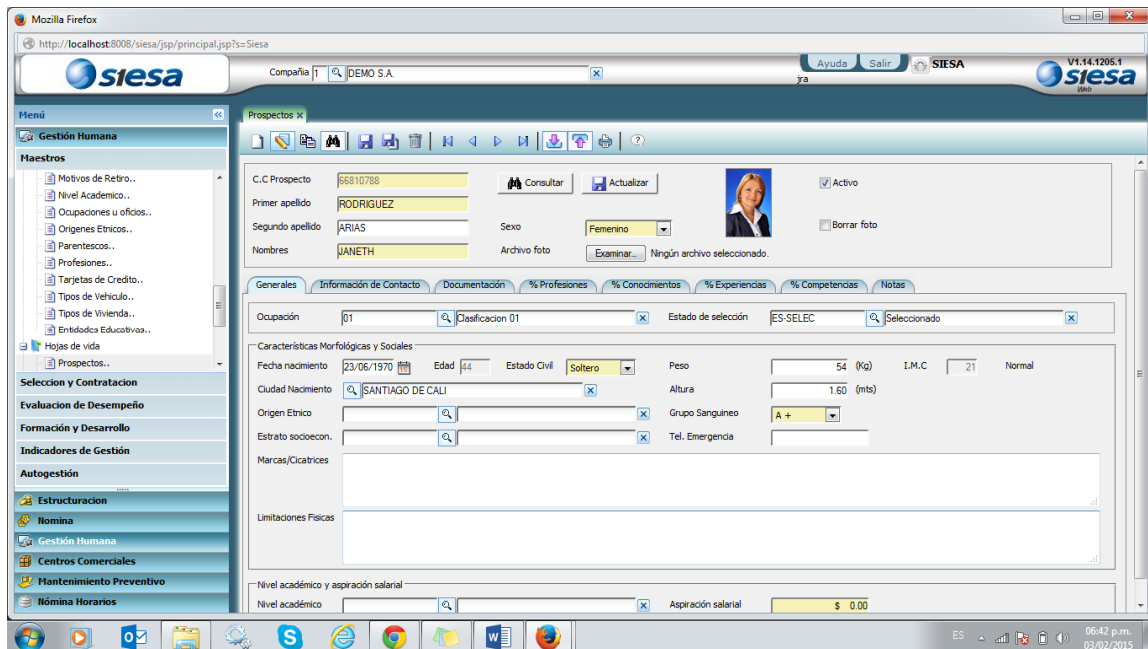 Mozilla Firefox
http://localhost:8008/siesa/jsp/principal.jsp?s=Siesa
siesa
Compañia 1 DEMO S.A.
Ayuda Salir SIESA
jra
V1.14.1205.1
siesa
Web
Menú
Prospectos
Gestión Humana
Maestros
Motivos de Retiro..
Nivel Academico..
Ocupaciones u oficios..
Origenes Etnicos..
Parentescos..
Profesiones..
Tarjetas de Credito..
Tipos de Vehiculo..
Tipos de Vivienda..
Entidades Educativas..
Hojas de vida
Prospectos..
Seleccion y Contratacion
Evaluacion de Desempeño
Formación y Desarrollo
Indicadores de Gestión
Autogestión
Estructuracion
Nomina
Gestión Humana
Centros Comerciales
Mantenimiento Preventivo
Nómina Horarios
C.C Prospecto 66810788 Consultar Actualizar Activo
Primer apellido RODRIGUEZ
Segundo apellido ARIAS Sexo Femenino Borrar foto
Nombres JANETH Archivo foto Examinar... Ningún archivo seleccionado.
Generales Información de Contacto Documentación % Profesiones % Conocimientos % Experiencias % Competencias Notas
Ocupación 01 Clasificacion 01 Estado de selección ES-SELEC Seleccionado
Características Morfológicas y Sociales
Fecha nacimiento 23/06/1970 Edad 44 Estado Civil Soltero Peso 54 (Kg) I.M.C 21 Normal
Ciudad Nacimiento SANTIAGO DE CALI Altura 1.60 (mts)
Origen Etnico Grupo Sanguineo A +
Estrato socioecon. Tel. Emergencia
Marcas/Cicatrices
Limitaciones Fisicas
Nivel académico y aspiración salarial
Nivel académico Aspiración salarial $ 0.00
ES 06:42 p.m.
03/02/2015